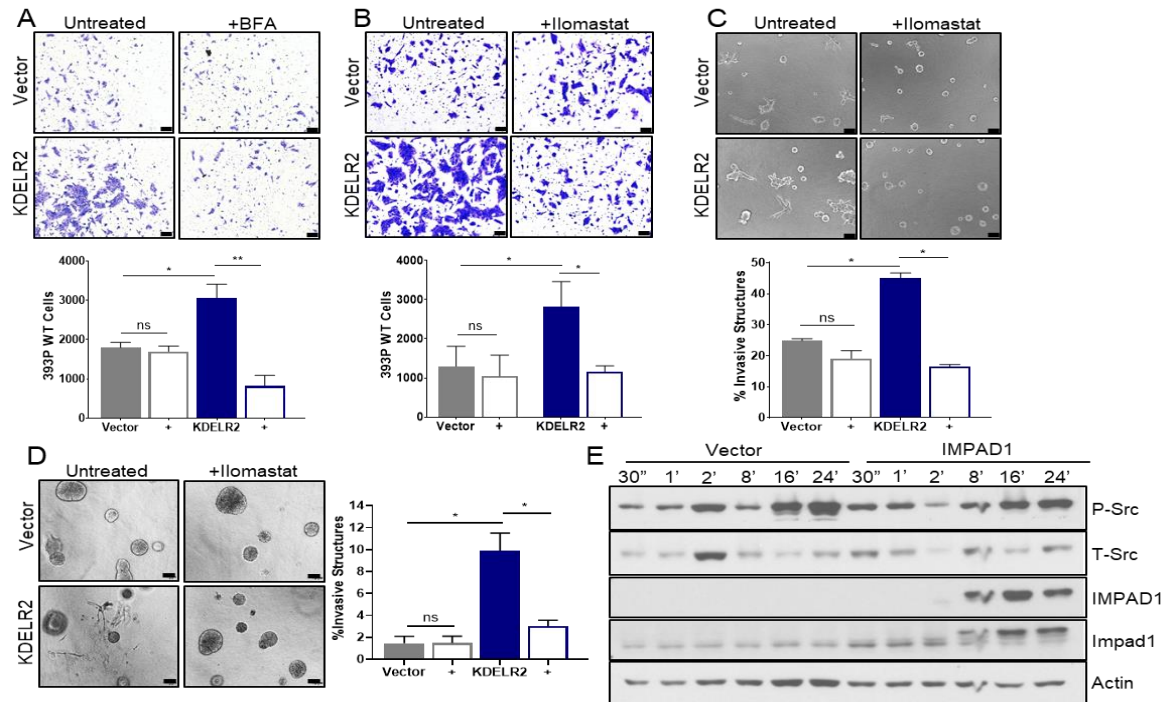 A
Untreated
+BFA
Vector
KDELR2
4000
3000
2000
1000
0
393P WT Cells
*
**
ns
Vector
+
KDELR2
+
B
Untreated
+Ilomastat
Vector
KDELR2
4000
3000
2000
1000
0
393P WT Cells
*
*
ns
Vector
+
KDELR2
+
C
Untreated
+Ilomastat
Vector
KDELR2
50
40
30
20
10
0
% Invasive Structures
*
*
ns
Vector
+
KDELR2
+
D
Untreated
+Ilomastat
Vector
KDELR2
14
12
10
8
6
4
2
0
%Invasive Structures
*
*
ns
Vector
+
KDELR2
+
E
Vector IMPAD1
30” 1’ 2’ 8’ 16’ 24’ 30” 1’ 2’ 8’ 16’ 24’
P-Src
T-Src
IMPAD1
Impad1
Actin